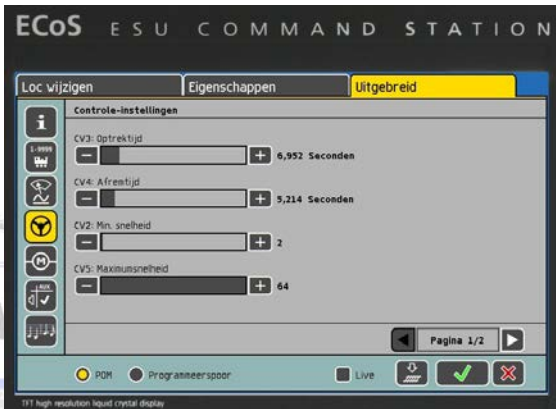 ECoS ESU COMMAND STATION
Loc wijzigen Eigenschappen Uitgebreid
Controle-instellingen
CV3: Optrektijd
6,952 Seconden
CV4: Afremtijd
5,214 Seconden
CV2: Min. snelheid
2
CV5: Maximumsnelheid
64
Pagina 1/2
POM Programmeerspoor Live
TFT high resolution liquid crystal display
1-9999
M
AUX
i